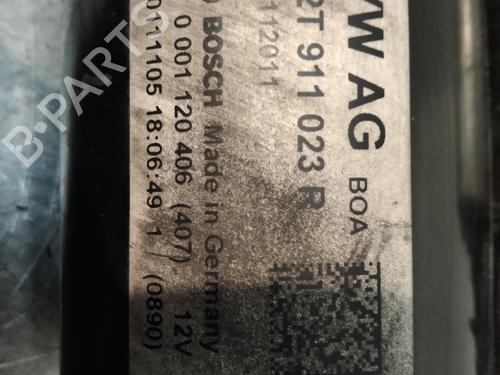 VW AG BOA
2T 911 023 R
112011
BOSCH Made in Germany
0 001 120 406 (407) 12V
111105 18:06:49 1 (0890)
B-PARTS